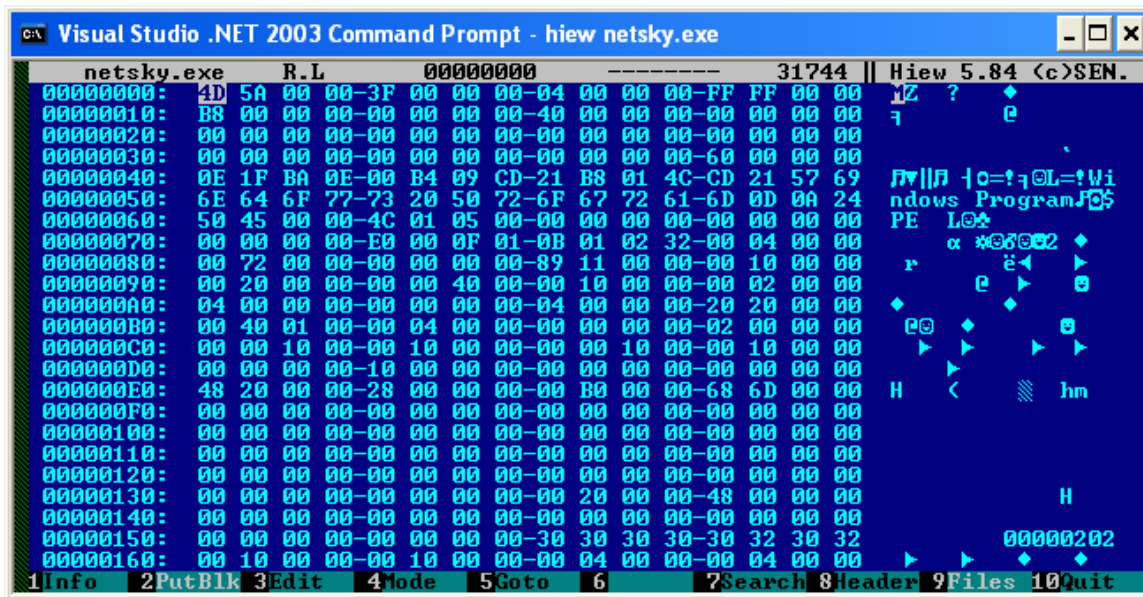 Visual Studio .NET 2003 Command Prompt - hiew netsky.exe
netsky.exe R.L 00000000 -------- 31744 ‖ Hiew 5.84 (c)SEN.
00000000: 4D 5A 00 00-3F 00 00 00-04 00 00 00-FF FF 00 00 MZ ? ♦
00000010: B8 00 00 00-00 00 00 00-40 00 00 00-00 00 00 00 ╕ @
00000020: 00 00 00 00-00 00 00 00-00 00 00 00-00 00 00 00
00000030: 00 00 00 00-00 00 00 00-00 00 00 00-60 00 00 00 `
00000040: 0E 1F BA 0E-00 B4 09 CD-21 B8 01 4C-CD 21 57 69 ♫▼║♫ ┤○═!╕☺L═!Wi
00000050: 6E 64 6F 77-73 20 50 72-6F 67 72 61-6D 0D 0A 24 ndows Program♪◙$
00000060: 50 45 00 00-4C 01 05 00-00 00 00 00-00 00 00 00 PE L☺♣
00000070: 00 00 00 00-E0 00 0F 01-0B 01 02 32-00 04 00 00 α ☼☺♂☺☻2 ♦
00000080: 00 72 00 00-00 00 00 00-89 11 00 00-00 10 00 00 r ë◄ ►
00000090: 00 20 00 00-00 00 40 00-00 10 00 00-00 02 00 00 @ ► ☻
000000A0: 04 00 00 00-00 00 00 00-04 00 00 00-20 20 00 00 ♦ ♦
000000B0: 00 40 01 00-00 04 00 00-00 00 00 00-02 00 00 00 @☺ ♦ ☻
000000C0: 00 00 10 00-00 10 00 00-00 00 10 00-00 10 00 00 ► ► ► ►
000000D0: 00 00 00 00-10 00 00 00-00 00 00 00-00 00 00 00 ►
000000E0: 48 20 00 00-28 00 00 00-00 B0 00 00-68 6D 00 00 H ( ░ hm
000000F0: 00 00 00 00-00 00 00 00-00 00 00 00-00 00 00 00
00000100: 00 00 00 00-00 00 00 00-00 00 00 00-00 00 00 00
00000110: 00 00 00 00-00 00 00 00-00 00 00 00-00 00 00 00
00000120: 00 00 00 00-00 00 00 00-00 00 00 00-00 00 00 00
00000130: 00 00 00 00-00 00 00 00-00 20 00 00-48 00 00 00 H
00000140: 00 00 00 00-00 00 00 00-00 00 00 00-00 00 00 00
00000150: 00 00 00 00-00 00 00 00-30 30 30 30-30 32 30 32 00000202
00000160: 00 10 00 00-00 10 00 00-00 04 00 00-00 04 00 00 ► ► ♦ ♦
1Info 2PutBlk 3Edit 4Mode 5Goto 6 7Search 8Header 9Files 10Quit